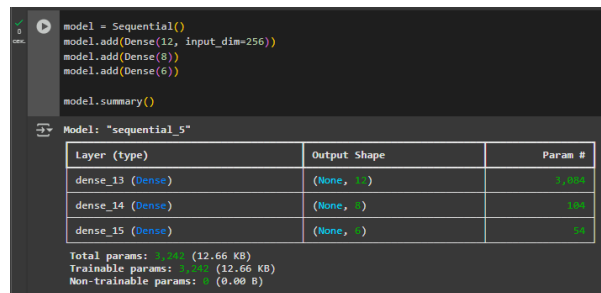 0
сек.
model = Sequential()
model.add(Dense(12, input_dim=256))
model.add(Dense(8))
model.add(Dense(6))
model.summary()
Model: "sequential_5"
Layer (type) Output Shape Param #
dense_13 (Dense) (None, 12) 3,084
dense_14 (Dense) (None, 8) 104
dense_15 (Dense) (None, 6) 54
Total params: 3,242 (12.66 KB)
Trainable params: 3,242 (12.66 KB)
Non-trainable params: 0 (0.00 B)